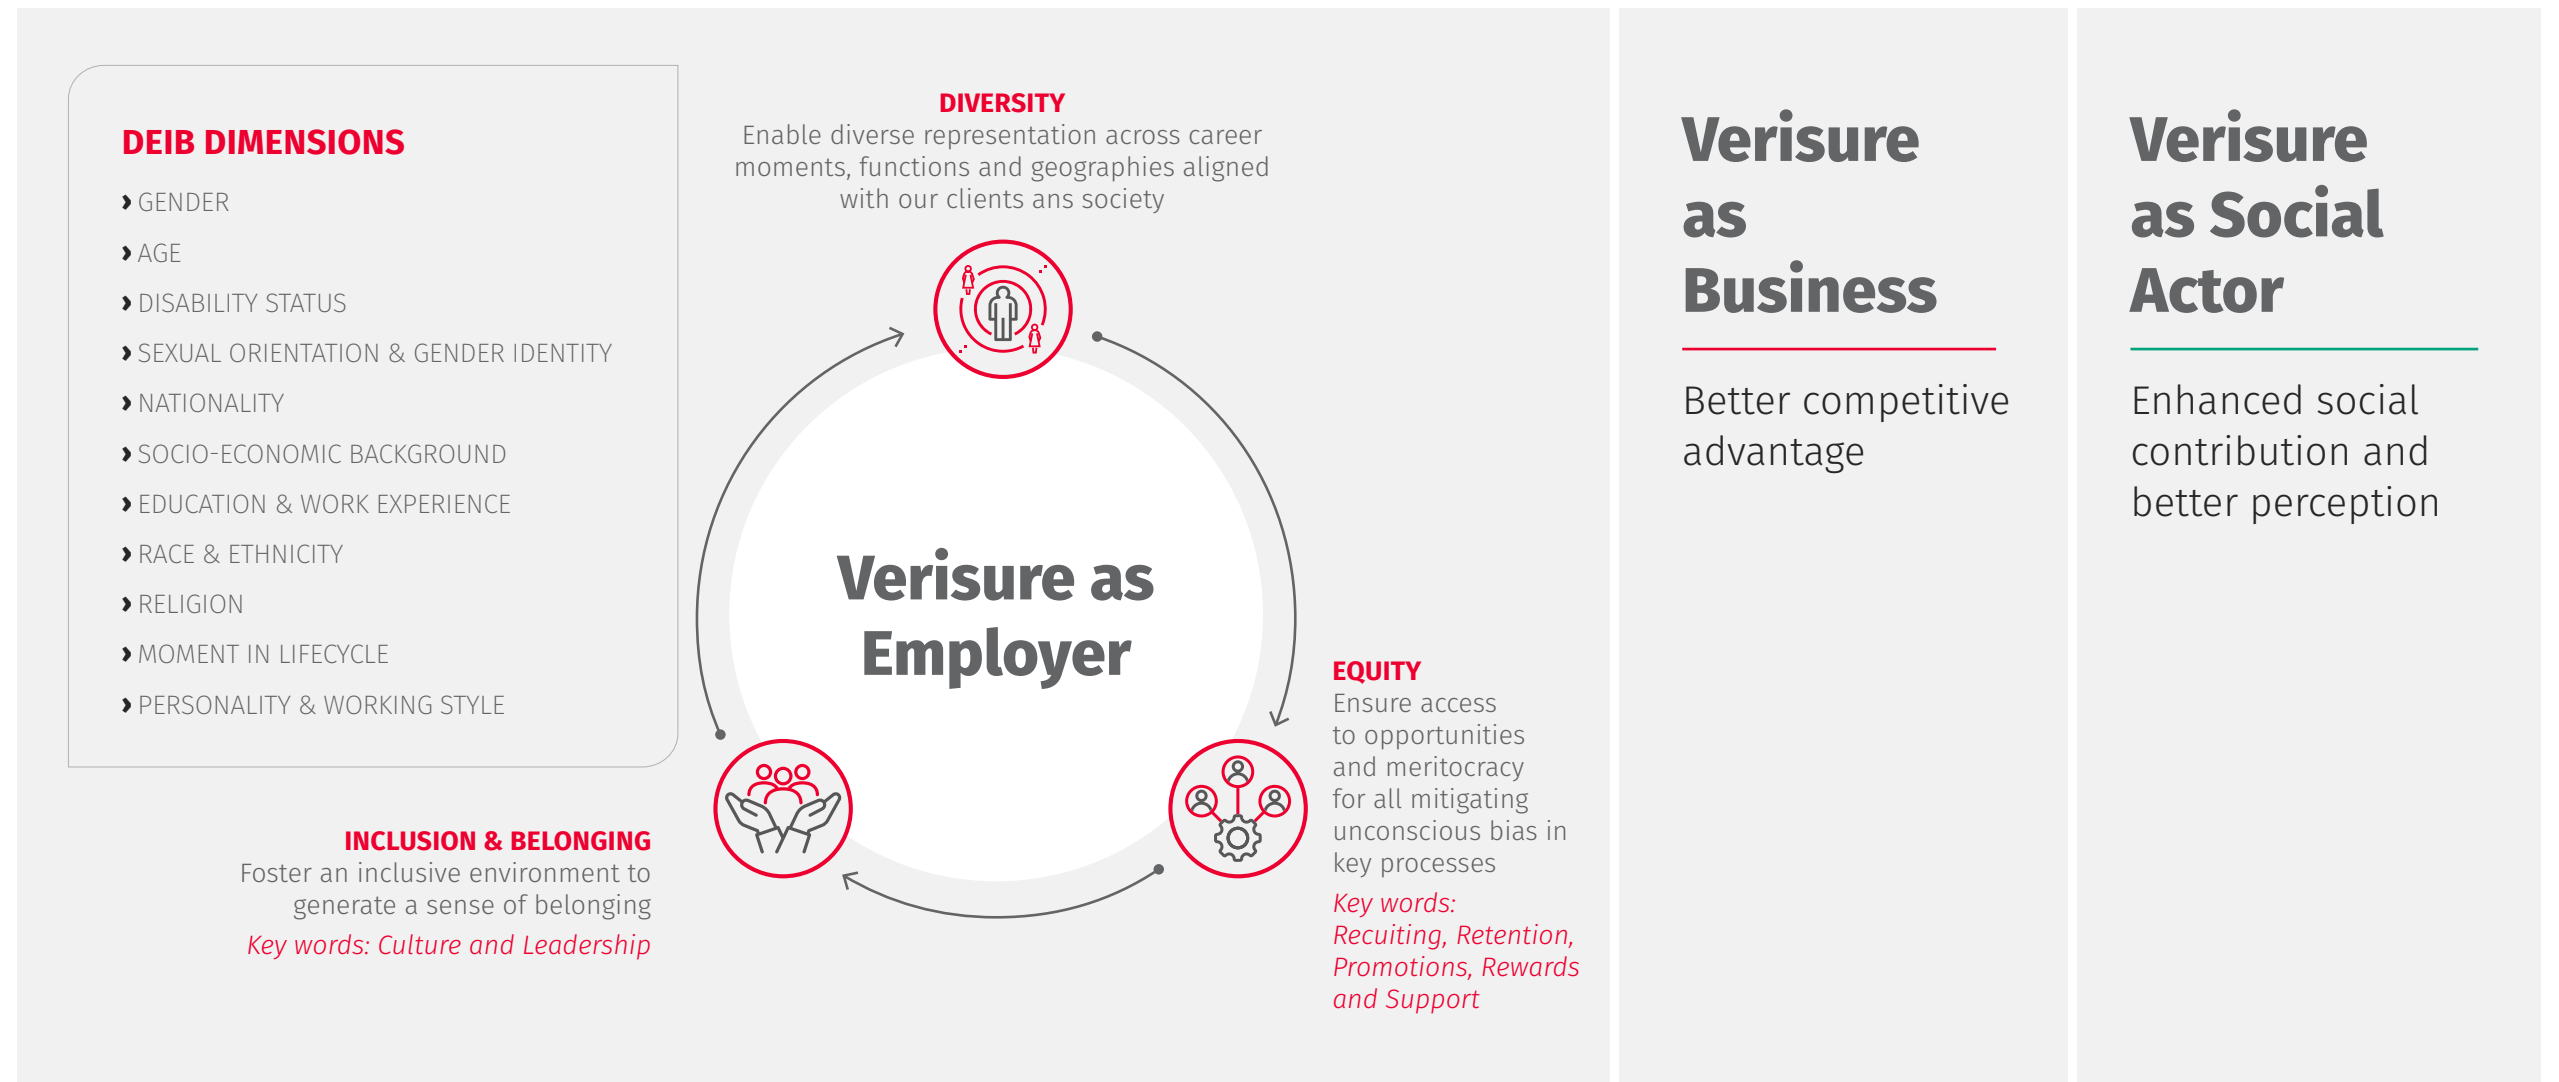 DEIB DIMENSIONS
GENDER
AGE
DISABILITY STATUS
SEXUAL ORIENTATION & GENDER IDENTITY
NATIONALITY
SOCIO-ECONOMIC BACKGROUND
EDUCATION & WORK EXPERIENCE
RACE & ETHNICITY
RELIGION
MOMENT IN LIFECYCLE
PERSONALITY & WORKING STYLE
DIVERSITY
Enable diverse representation across career
moments, functions and geographies aligned
with our clients ans society
Verisure as
Employer
EQUITY
Ensure access
to opportunities
and meritocracy
for all mitigating
unconscious bias in
key processes
Key words:
Recuiting, Retention,
Promotions, Rewards
and Support
INCLUSION & BELONGING
Foster an inclusive environment to
generate a sense of belonging
Key words: Culture and Leadership
Verisure
as
Business
Better competitive
advantage
Verisure
as Social
Actor
Enhanced social
contribution and
better perception